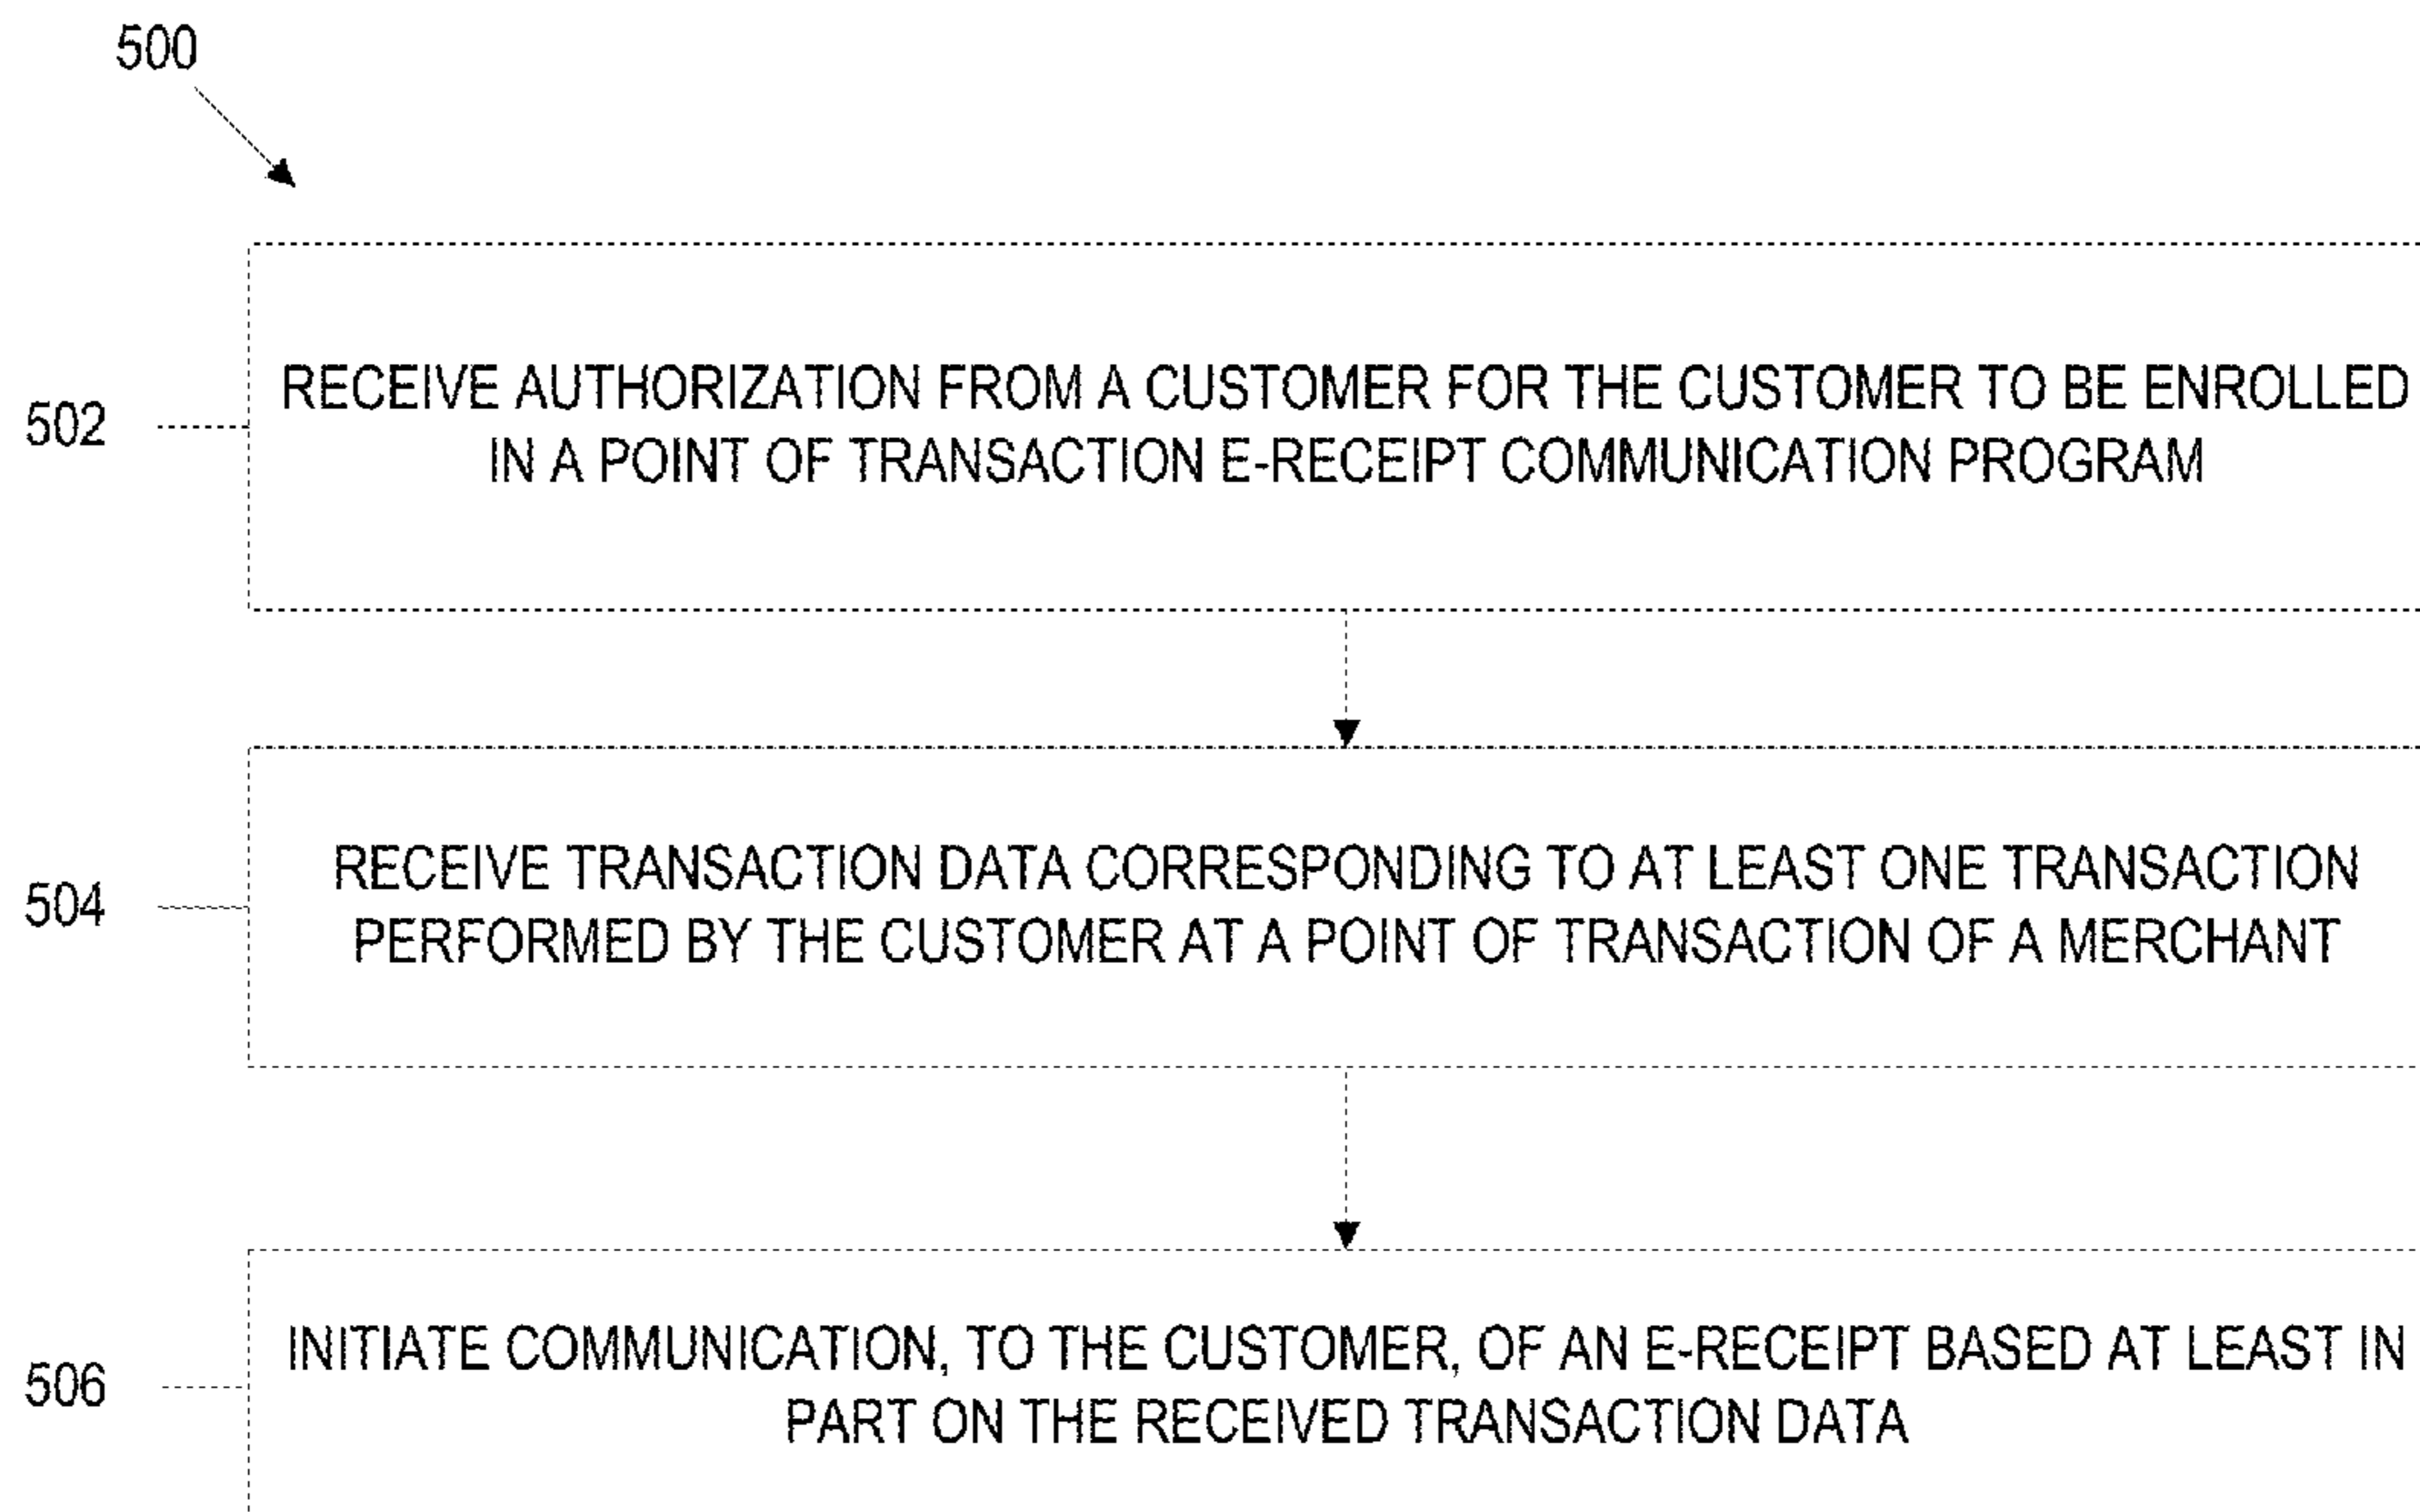 500
502
RECEIVE AUTHORIZATION FROM A CUSTOMER FOR THE CUSTOMER TO BE ENROLLED
IN A POINT OF TRANSACTION E-RECEIPT COMMUNICATION PROGRAM
504
RECEIVE TRANSACTION DATA CORRESPONDING TO AT LEAST ONE TRANSACTION
PERFORMED BY THE CUSTOMER AT A POINT OF TRANSACTION OF A MERCHANT
506
INITIATE COMMUNICATION, TO THE CUSTOMER, OF AN E-RECEIPT BASED AT LEAST IN
PART ON THE RECEIVED TRANSACTION DATA